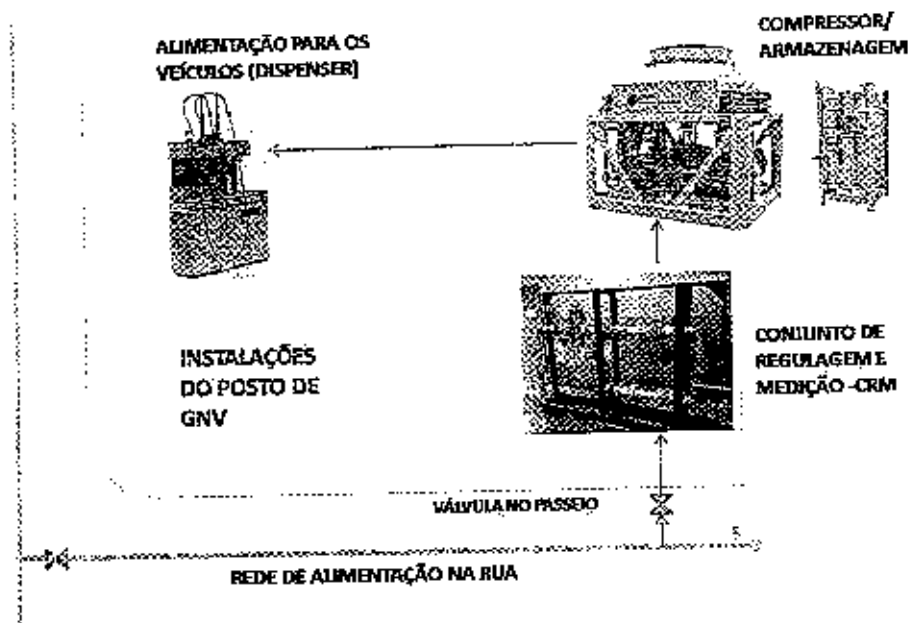 ALIMENTAÇÃO PARA OS
VEÍCULOS (DISPENSER)
COMPRESSOR/
ARMAZENAGEM
INSTALAÇÕES
DO POSTO DE
GNV
CONJUNTO DE
REGULAGEM E
MEDIÇÃO -CRM
VÁLVULA NO PASSEIO
REDE DE ALIMENTAÇÃO NA RUA